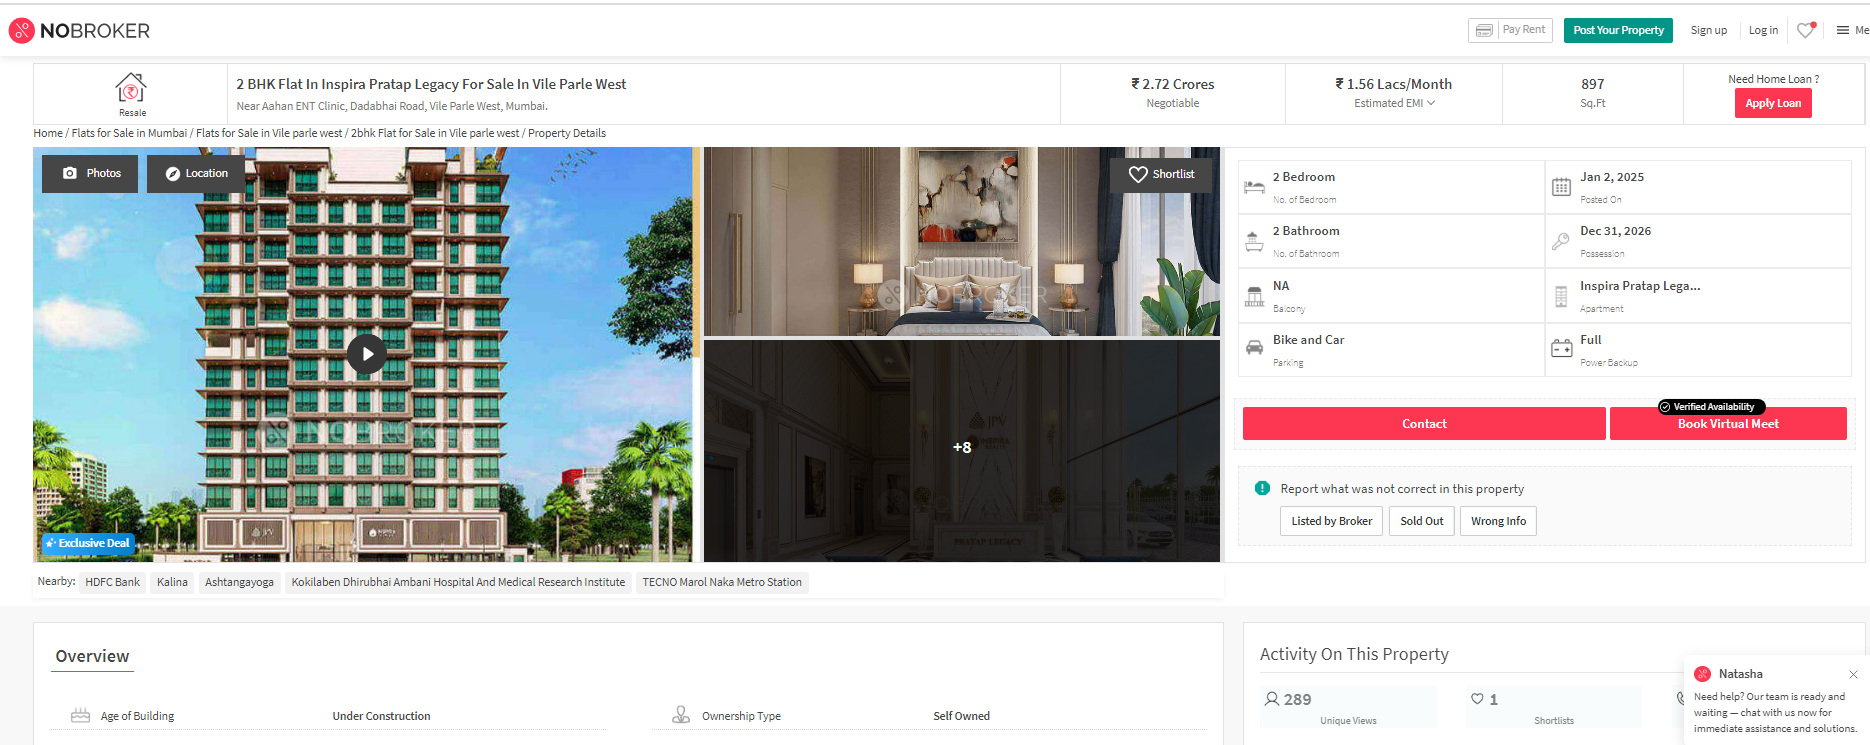 NOBROKER
Pay Rent
Post Your Property
Sign up
Log in
Me
Resale
2 BHK Flat In Inspira Pratap Legacy For Sale In Vile Parle West
Near Aahan ENT Clinic, Dadabhai Road, Vile Parle West, Mumbai.
₹ 2.72 Crores
Negotiable
₹ 1.56 Lacs/Month
Estimated EMI
897
Sq.Ft
Need Home Loan ?
Apply Loan
Home / Flats for Sale in Mumbai / Flats for Sale in Vile parle west / 2bhk Flat for Sale in Vile parle west / Property Details
Photos
Location
Shortlist
NOBROKER
NOBROKER
JPV
INSPIRA
PRATAP LEGACY
+8
JPV
INSPIRA
Exclusive Deal
2 Bedroom
No. of Bedroom
Jan 2, 2025
Posted On
2 Bathroom
No. of Bathroom
Dec 31, 2026
Possession
NA
Balcony
Inspira Pratap Lega...
Apartment
Bike and Car
Parking
Full
Power Backup
Contact
Verified Availability
Book Virtual Meet
Report what was not correct in this property
Listed by Broker
Sold Out
Wrong Info
Nearby:
HDFC Bank
Kalina
Ashtangayoga
Kokilaben Dhirubhai Ambani Hospital And Medical Research Institute
TECNO Marol Naka Metro Station
Overview
Age of Building
Under Construction
Ownership Type
Self Owned
Activity On This Property
289
Unique Views
1
Shortlists
Natasha
Need help? Our team is ready and
waiting — chat with us now for
immediate assistance and solutions.